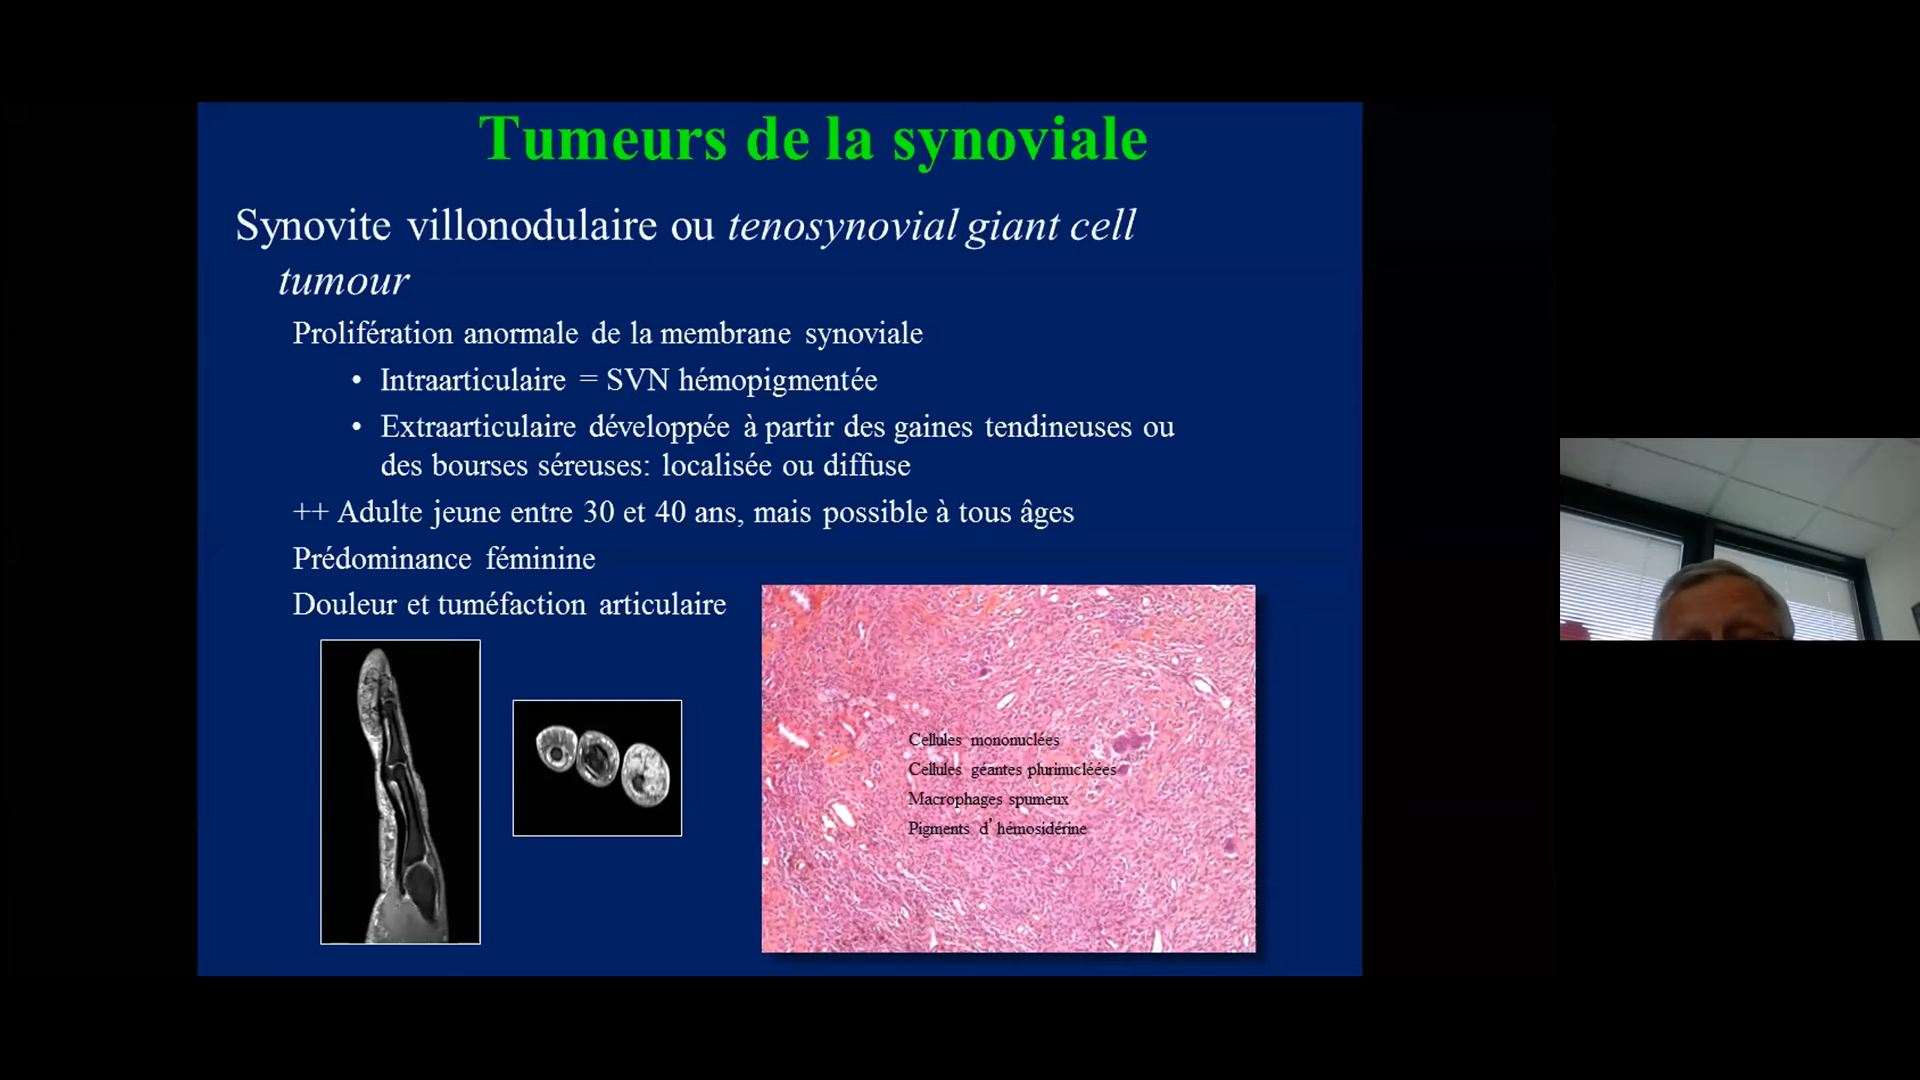 Tumeurs de la synoviale
Synovite villonodulaire ou tenosynovial giant cell
tumour
Prolifération anormale de la membrane synoviale
• Intraarticulaire = SVN hémopigmentée
• Extraarticulaire développée à partir des gaines tendineuses ou
des bourses séreuses: localisée ou diffuse
++ Adulte jeune entre 30 et 40 ans, mais possible à tous âges
Prédominance féminine
Douleur et tuméfaction articulaire
Cellules mononuclées
Cellules géantes plurinucléées
Macrophages spumeux
Pigments d'hémosidérine